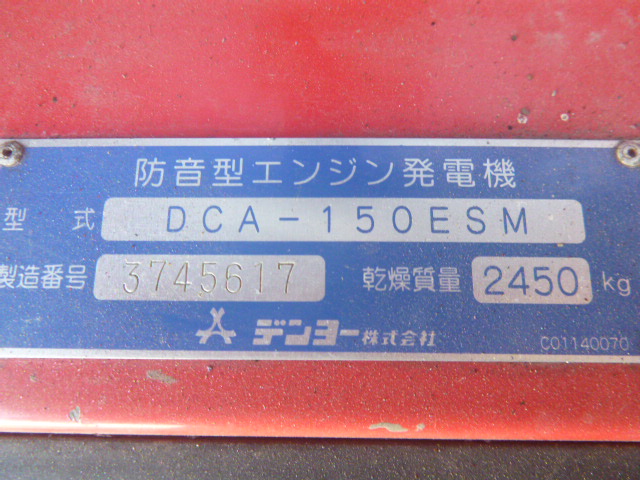 防音型エンジン発電機
型式 DCA-150ESM
製造番号 3745617 乾燥質量 2450 kg
デンヨー株式会社 C01140070